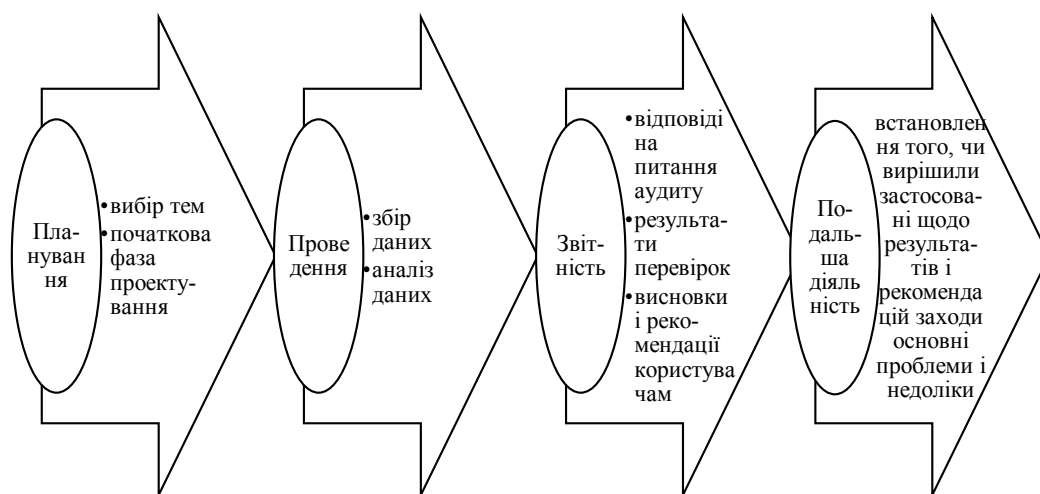 Пла-
нуван
ня
•вибір тем
•початкова
фаза
проекту-
вання
Прове
дення
•збір
даних
•аналіз
даних
Звіт-
ність
•відповіді
на
питання
аудиту
•результа-
ти
перевірок
•висновки
і реко-
мендації
користува
чам
По-
даль-
ша
діяль
ність
встановлен
ня того, чи
вирішили
застосова-
ні щодо
результа-
тів і
рекоменда
цій заходи
основні
проблеми і
недоліки